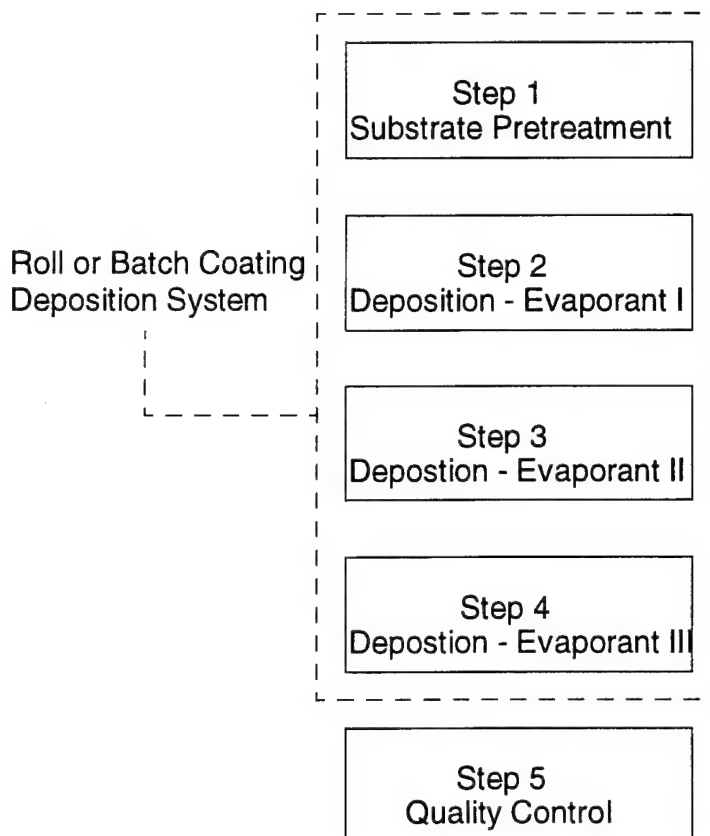 Step 1
Substrate Pretreatment
Roll or Batch Coating
Deposition System
Step 2
Deposition - Evaporant I
Step 3
Depostion - Evaporant II
Step 4
Depostion - Evaporant III
Step 5
Quality Control